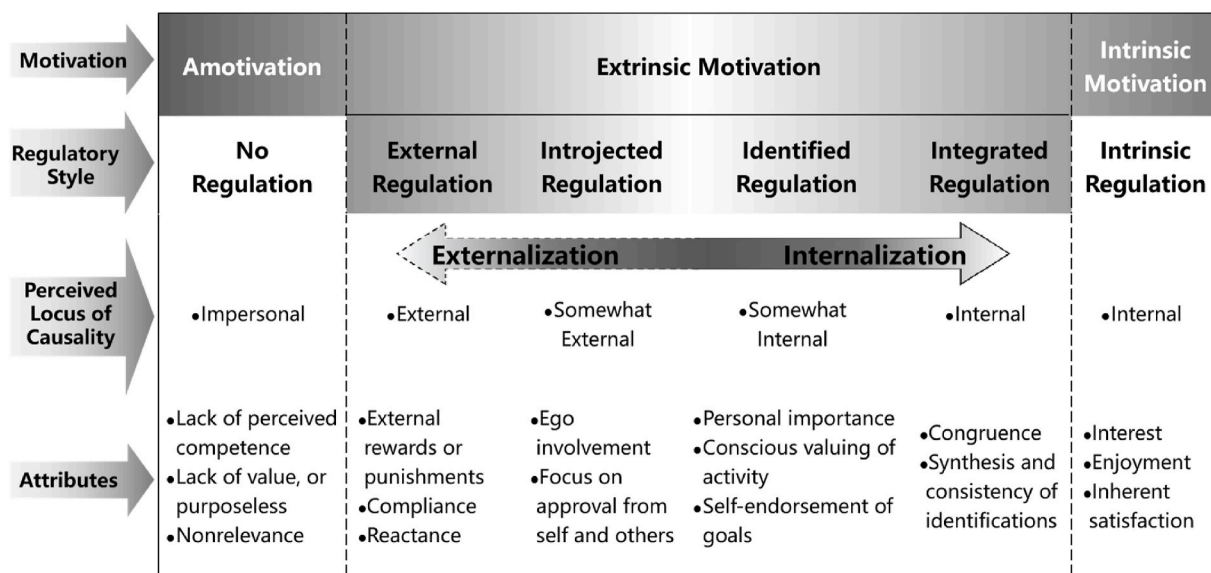 Motivation
Amotivation
Extrinsic Motivation
Intrinsic
Motivation
Regulatory
Style
No
Regulation
External
Regulation
Introjected
Regulation
Identified
Regulation
Integrated
Regulation
Intrinsic
Regulation
Externalization
Internalization
Perceived
Locus of
Causality
•Impersonal
•External
•Somewhat
External
•Somewhat
Internal
•Internal
•Internal
Attributes
•Lack of perceived
competence
•Lack of value, or
purposeless
•Nonrelevance
•External
rewards or
punishments
•Compliance
•Reactance
•Ego
involvement
•Focus on
approval from
self and others
•Personal importance
•Conscious valuing of
activity
•Self-endorsement of
goals
•Congruence
•Synthesis and
consistency of
identifications
•Interest
•Enjoyment
•Inherent
satisfaction